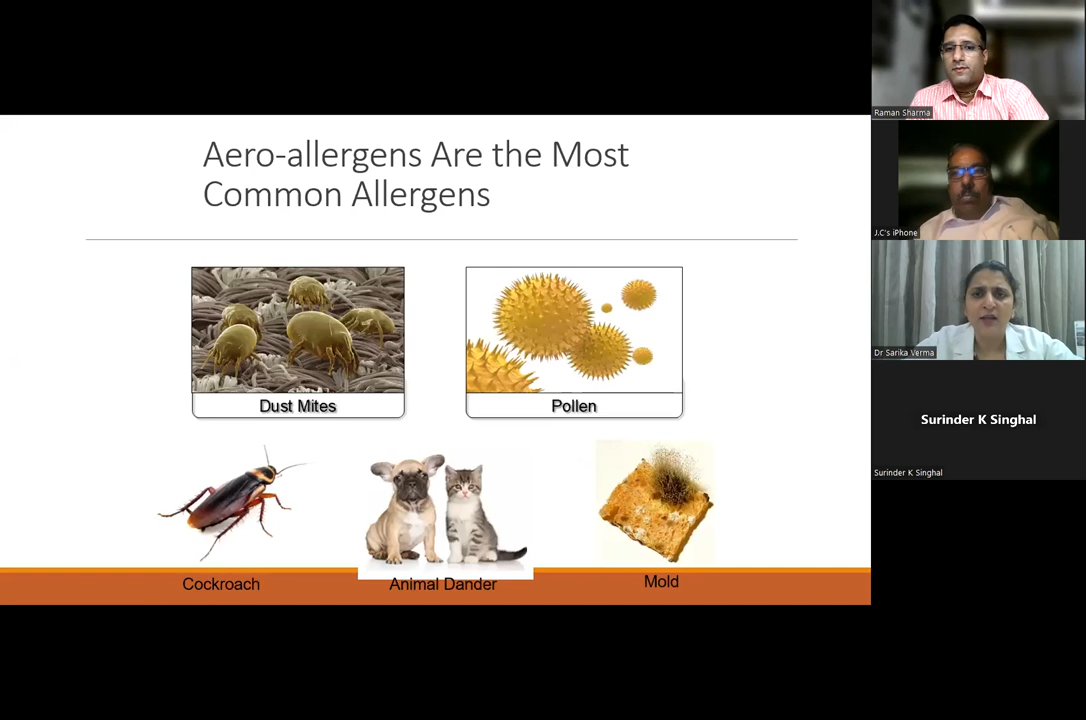 Aero-allergens Are the Most
Common Allergens
Dust Mites
Pollen
Cockroach
Animal Dander
Mold
Raman Sharma
J.C's iPhone
Dr Sarika Verma
Surinder K Singhal
Surinder K Singhal